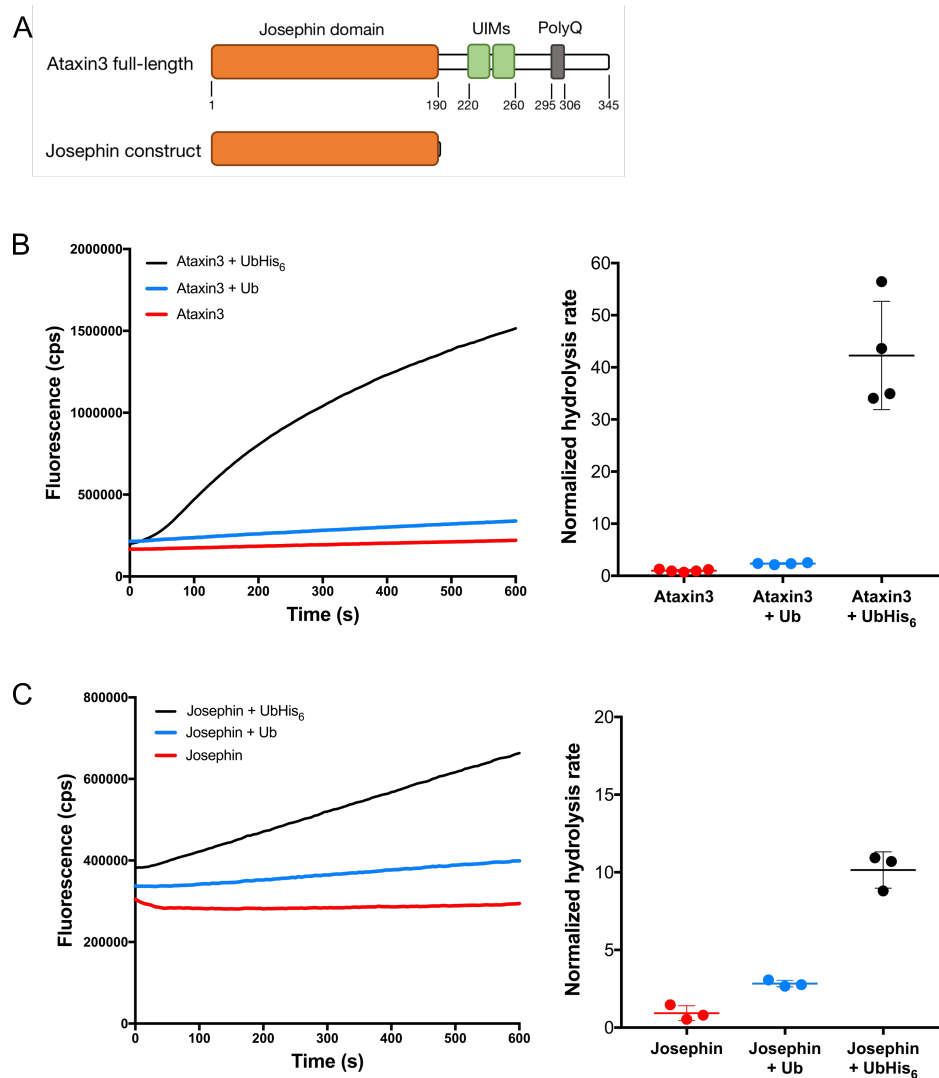 A
Josephin domain
UIMs
PolyQ
Ataxin3 full-length
1
190
220
260
295
306
345
Josephin construct
B
2000000
1500000
1000000
500000
0
Fluorescence (cps)
Ataxin3 + UbHis6
Ataxin3 + Ub
Ataxin3
0
100
200
300
400
500
600
Time (s)
60
50
40
30
20
10
0
Normalized hydrolysis rate
Ataxin3
Ataxin3
+ Ub
Ataxin3
+ UbHis6
C
800000
600000
400000
200000
0
Fluorescence (cps)
Josephin + UbHis6
Josephin + Ub
Josephin
0
100
200
300
400
500
600
Time (s)
20
15
10
5
0
Normalized hydrolysis rate
Josephin
Josephin
+ Ub
Josephin
+ UbHis6